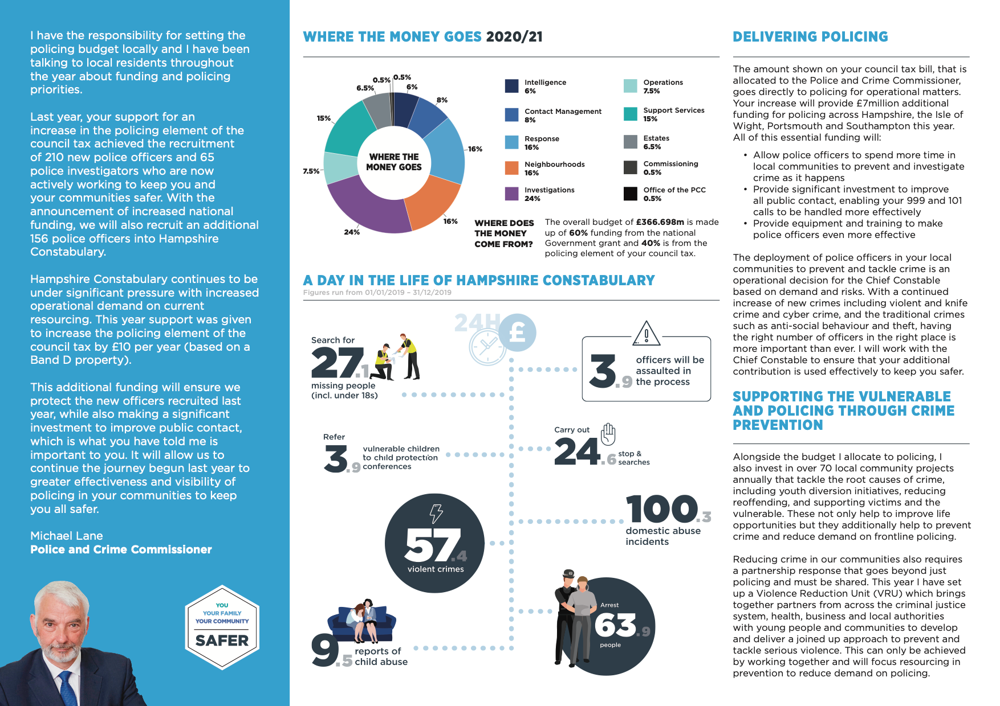 I have the responsibility for setting the
policing budget locally and I have been
talking to local residents throughout
the year about funding and policing
priorities.
Last year, your support for an
increase in the policing element of the
council tax achieved the recruitment
of 210 new police officers and 65
police investigators who are now
actively working to keep you and
your communities safer. With the
announcement of increased national
funding, we will also recruit an additional
156 police officers into Hampshire
Constabulary.
Hampshire Constabulary continues to be
under significant pressure with increased
operational demand on current
resourcing. This year support was given
to increase the policing element of the
council tax by £10 per year (based on a
Band D property).
This additional funding will ensure we
protect the new officers recruited last
year, while also making a significant
investment to improve public contact,
which is what you have told me is
important to you. It will allow us to
continue the journey begun last year to
greater effectiveness and visibility of
policing in your communities to keep
you all safer.
Michael Lane
Police and Crime Commissioner
YOU
YOUR FAMILY
YOUR COMMUNITY
SAFER
WHERE THE MONEY GOES 2020/21
0.5%
0.5%
6%
8%
16%
16%
24%
7.5%
15%
6.5%
WHERE THE
MONEY GOES
Intelligence
6%
Contact Management
8%
Response
16%
Neighbourhoods
16%
Investigations
24%
Operations
7.5%
Support Services
15%
Estates
6.5%
Commissioning
0.5%
Office of the PCC
0.5%
WHERE DOES
THE MONEY
COME FROM?
The overall budget of £366.698m is made
up of 60% funding from the national
Government grant and 40% is from the
policing element of your council tax.
A DAY IN THE LIFE OF HAMPSHIRE CONSTABULARY
Figures run from 01/01/2019 – 31/12/2019
24H
£
Search for
27.1
missing people
(incl. under 18s)
3.9
officers will be
assaulted in
the process
Refer
3.9
vulnerable children
to child protection
conferences
Carry out
24.6
stop &
searches
57.4
violent crimes
100.3
domestic abuse
incidents
9.5
reports of
child abuse
Arrest
63.9
people
DELIVERING POLICING
The amount shown on your council tax bill, that is
allocated to the Police and Crime Commissioner,
goes directly to policing for operational matters.
Your increase will provide £7million additional
funding for policing across Hampshire, the Isle of
Wight, Portsmouth and Southampton this year.
All of this essential funding will:
• Allow police officers to spend more time in
local communities to prevent and investigate
crime as it happens
• Provide significant investment to improve
all public contact, enabling your 999 and 101
calls to be handled more effectively
• Provide equipment and training to make
police officers even more effective
The deployment of police officers in your local
communities to prevent and tackle crime is an
operational decision for the Chief Constable
based on demand and risks. With a continued
increase of new crimes including violent and knife
crime and cyber crime, and the traditional crimes
such as anti-social behaviour and theft, having
the right number of officers in the right place is
more important than ever. I will work with the
Chief Constable to ensure that your additional
contribution is used effectively to keep you safer.
SUPPORTING THE VULNERABLE
AND POLICING THROUGH CRIME
PREVENTION
Alongside the budget I allocate to policing, I
also invest in over 70 local community projects
annually that tackle the root causes of crime,
including youth diversion initiatives, reducing
reoffending, and supporting victims and the
vulnerable. These not only help to improve life
opportunities but they additionally help to prevent
crime and reduce demand on frontline policing.
Reducing crime in our communities also requires
a partnership response that goes beyond just
policing and must be shared. This year I have set
up a Violence Reduction Unit (VRU) which brings
together partners from across the criminal justice
system, health, business and local authorities
with young people and communities to develop
and deliver a joined up approach to prevent and
tackle serious violence. This can only be achieved
by working together and will focus resourcing in
prevention to reduce demand on policing.